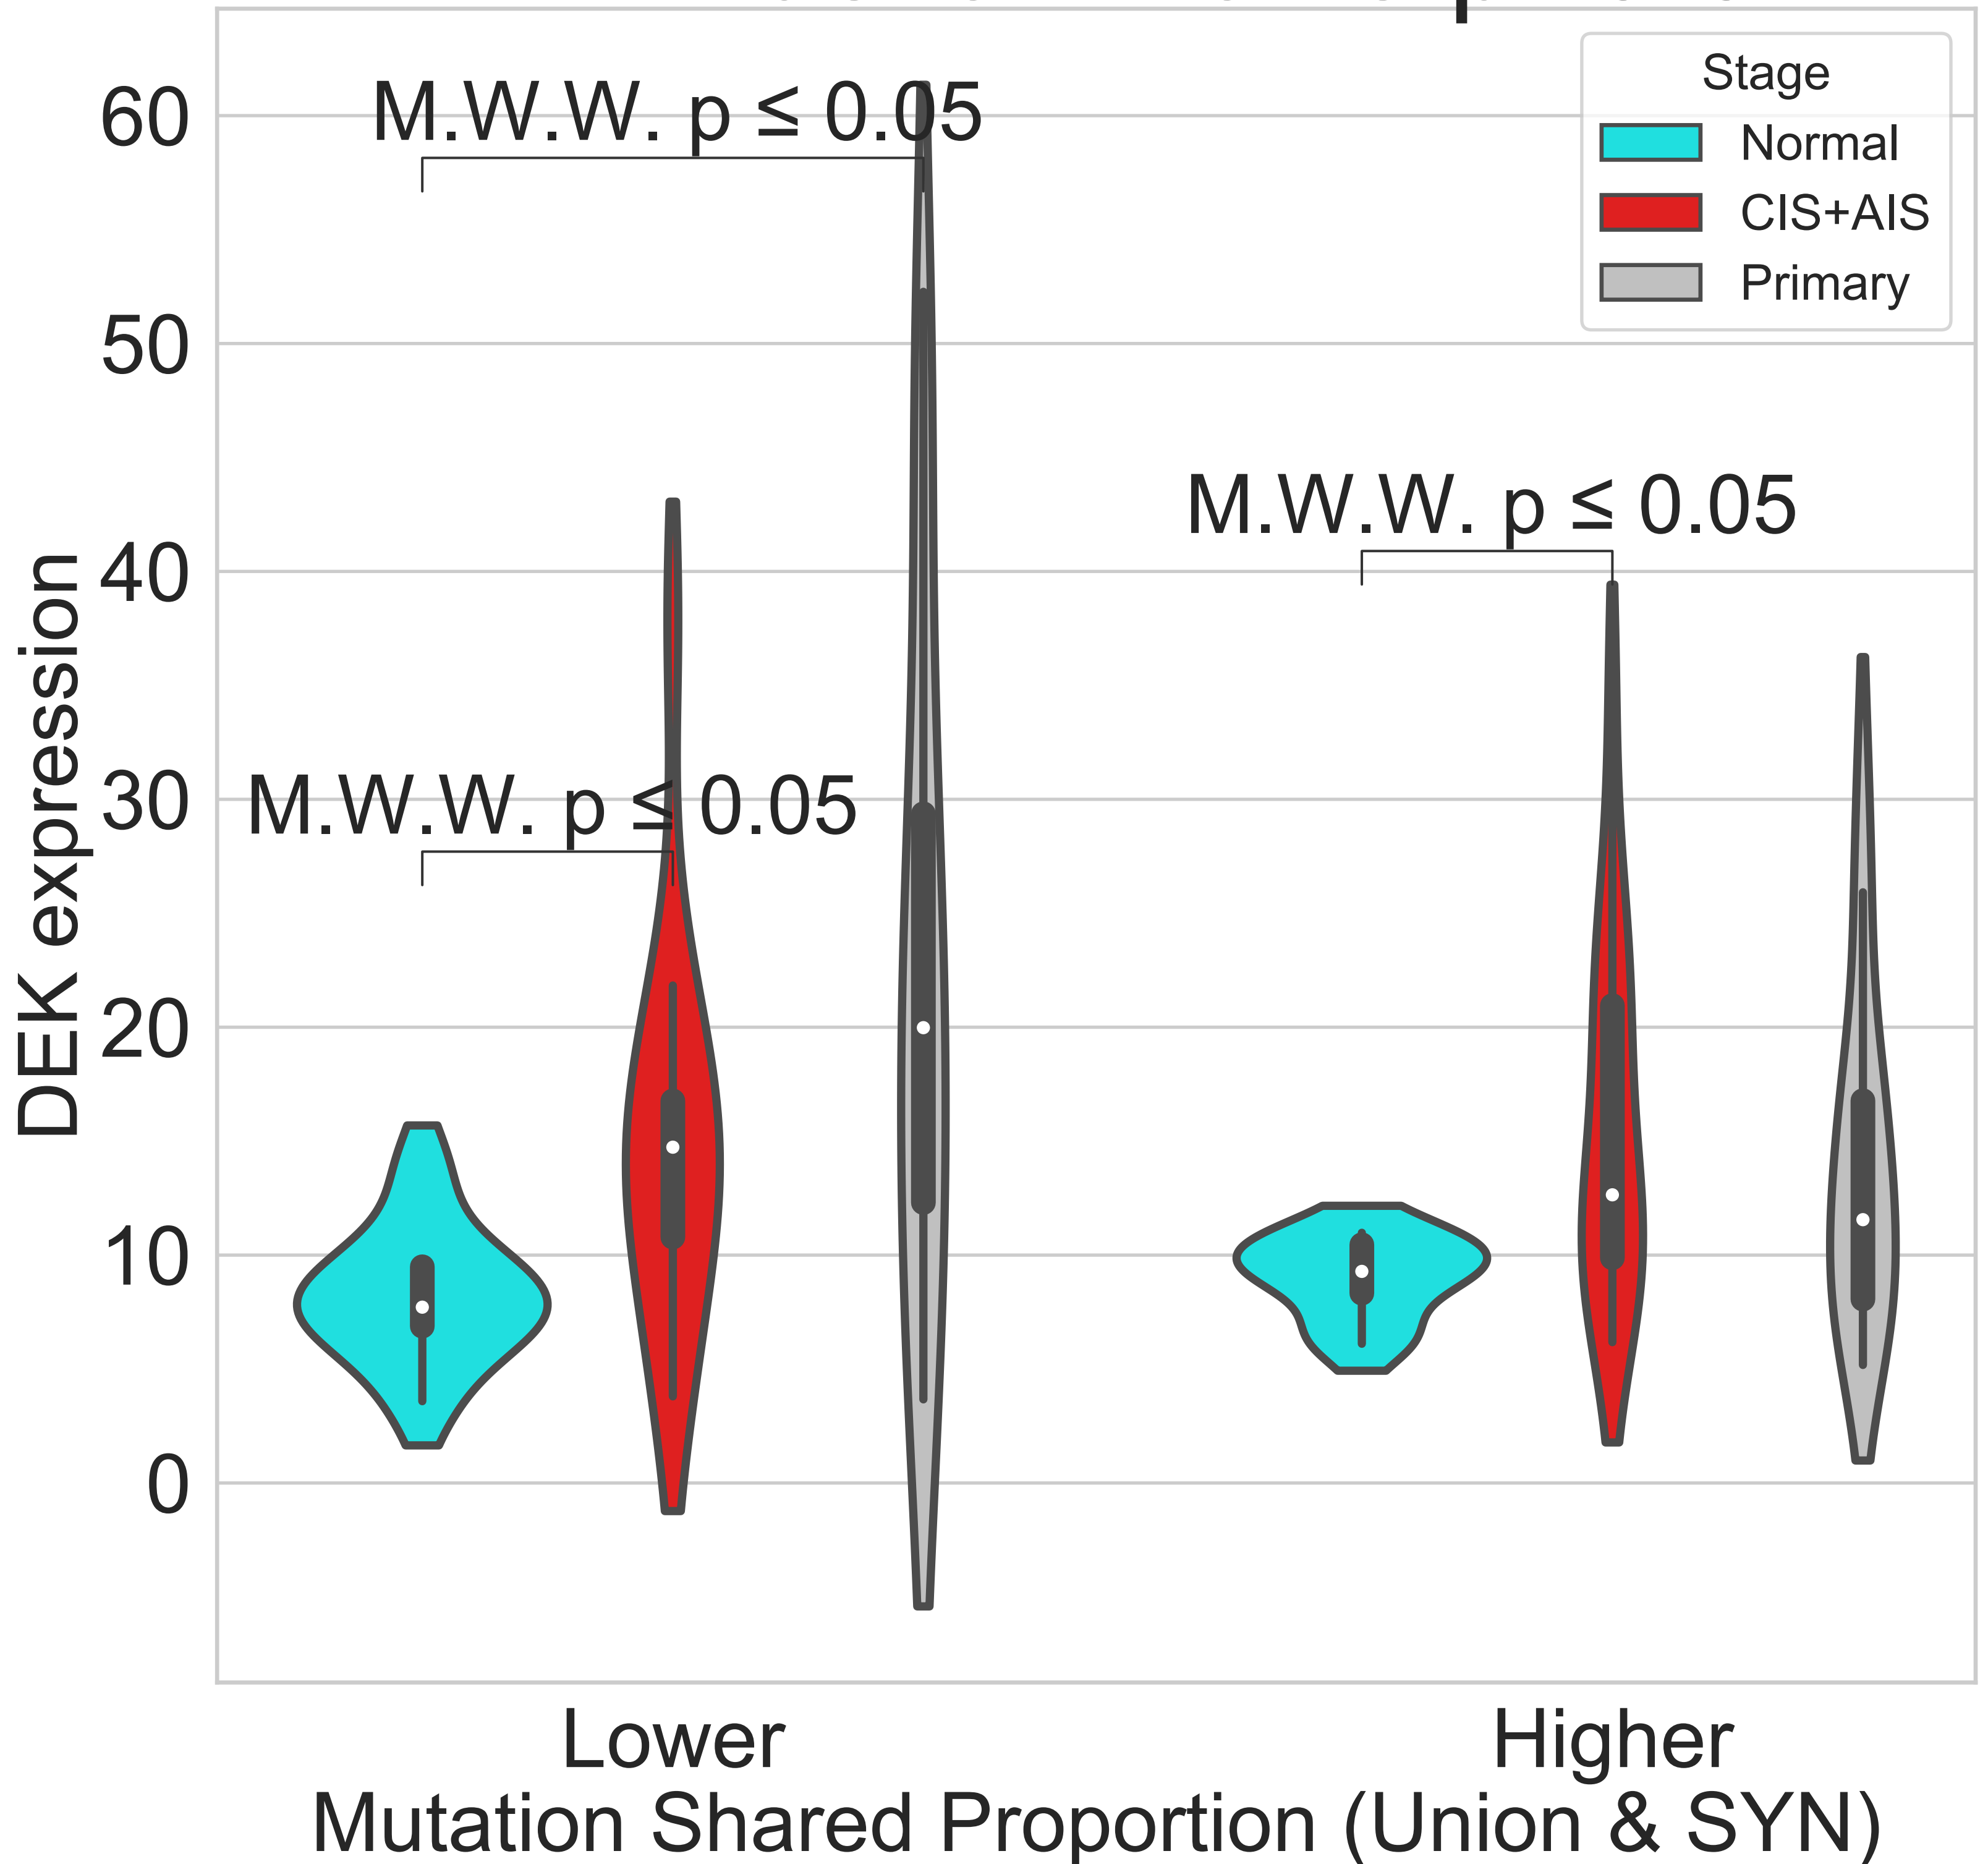 Stage
Normal
CIS+AIS
Primary
M.W.W. p ≤ 0.05
M.W.W. p ≤ 0.05
M.W.W. p ≤ 0.05
60
50
40
30
20
10
0
DEK expression
Lower
Higher
Mutation Shared Proportion (Union & SYN)